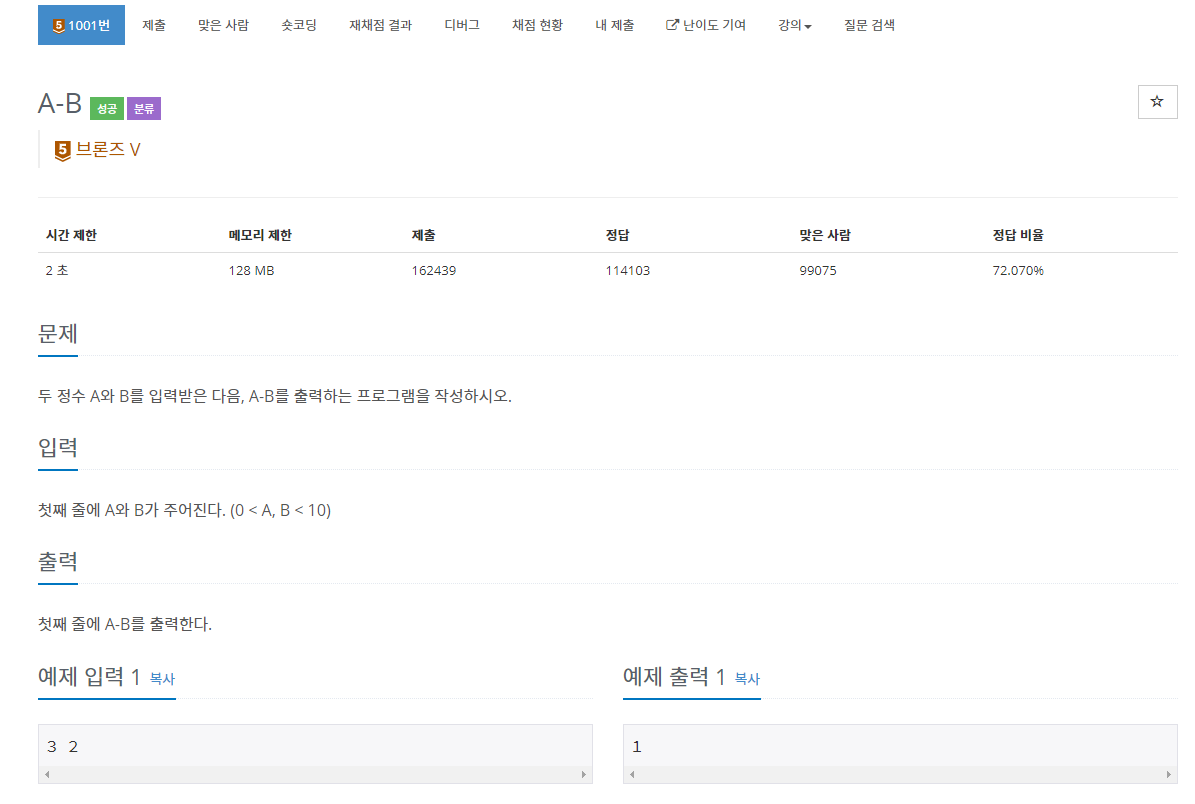 5 1001번 제출 맞은 사람 숏코딩 재채점 결과 디버그 채점 현황 내 제출 난이도 기여 강의 질문 검색
A-B 성공 분류
5 브론즈 V
시간 제한 메모리 제한 제출 정답 맞은 사람 정답 비율
2 초 128 MB 162439 114103 99075 72.070%
문제
두 정수 A와 B를 입력받은 다음, A-B를 출력하는 프로그램을 작성하시오.
입력
첫째 줄에 A와 B가 주어진다. (0 < A, B < 10)
출력
첫째 줄에 A-B를 출력한다.
예제 입력 1 복사
3 2
예제 출력 1 복사
1